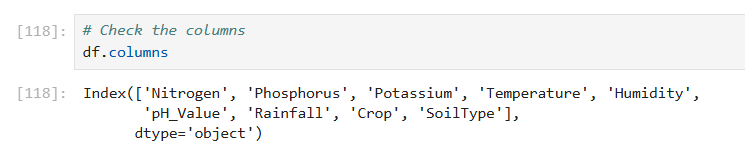 [118]: # Check the columns
df.columns
[118]: Index(['Nitrogen', 'Phosphorus', 'Potassium', 'Temperature', 'Humidity',
'pH_Value', 'Rainfall', 'Crop', 'SoilType'],
dtype='object')